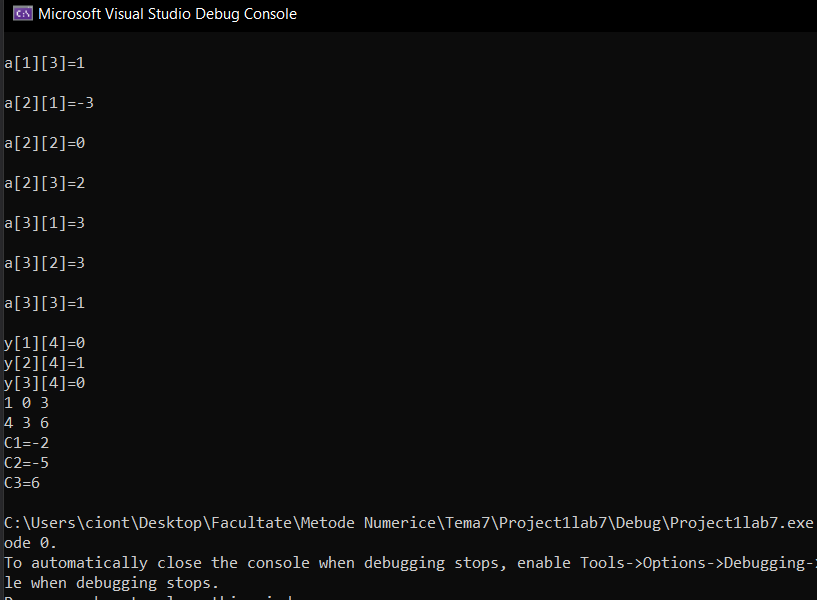 C:\ Microsoft Visual Studio Debug Console
a[1][3]=1
a[2][1]=-3
a[2][2]=0
a[2][3]=2
a[3][1]=3
a[3][2]=3
a[3][3]=1
y[1][4]=0
y[2][4]=1
y[3][4]=0
1 0 3
4 3 6
C1=-2
C2=-5
C3=6
C:\Users\ciont\Desktop\Facultate\Metode Numerice\Tema7\Project1lab7\Debug\Project1lab7.exe
ode 0.
To automatically close the console when debugging stops, enable Tools->Options->Debugging-
le when debugging stops.